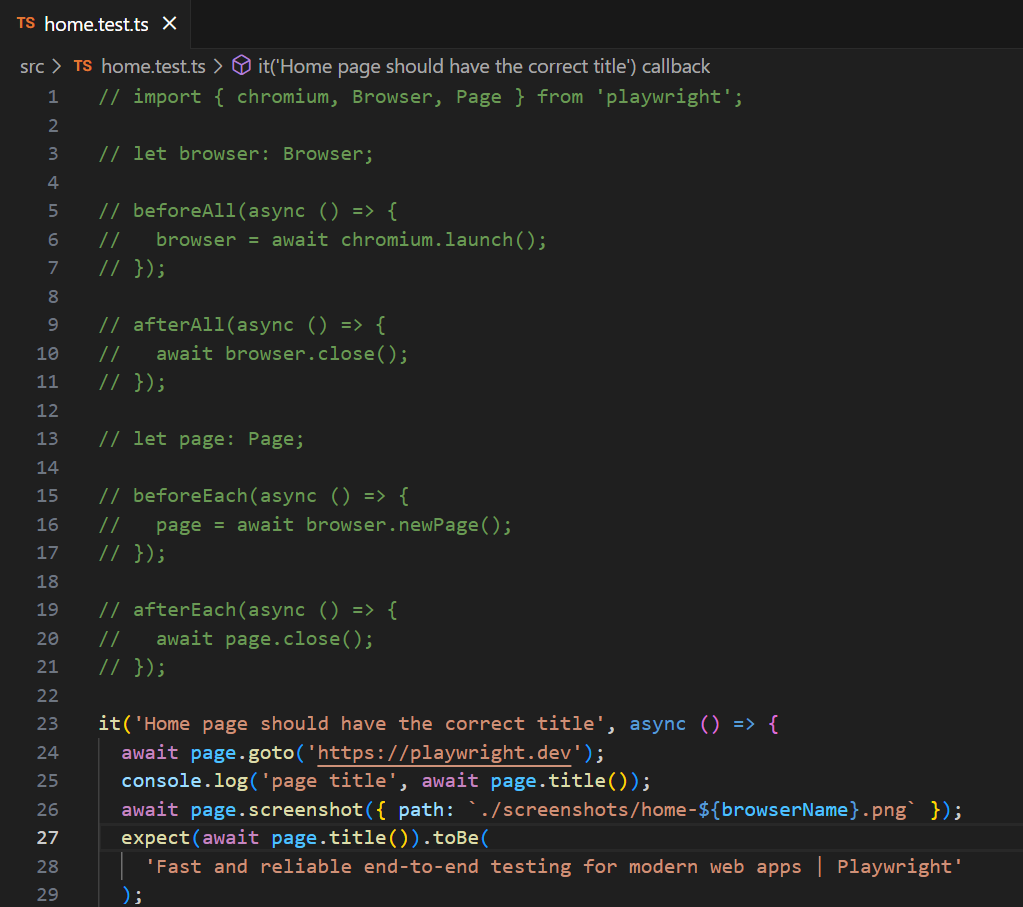 TS home.test.ts ×
src > TS home.test.ts > it('Home page should have the correct title') callback
1 // import { chromium, Browser, Page } from 'playwright';
2
3 // let browser: Browser;
4
5 // beforeAll(async () => {
6 //   browser = await chromium.launch();
7 // });
8
9 // afterAll(async () => {
10 //   await browser.close();
11 // });
12
13 // let page: Page;
14
15 // beforeEach(async () => {
16 //   page = await browser.newPage();
17 // });
18
19 // afterEach(async () => {
20 //   await page.close();
21 // });
22
23 it('Home page should have the correct title', async () => {
24   await page.goto('https://playwright.dev');
25   console.log('page title', await page.title());
26   await page.screenshot({ path: `./screenshots/home-${browserName}.png` });
27   expect(await page.title()).toBe(
28     'Fast and reliable end-to-end testing for modern web apps | Playwright'
29   );